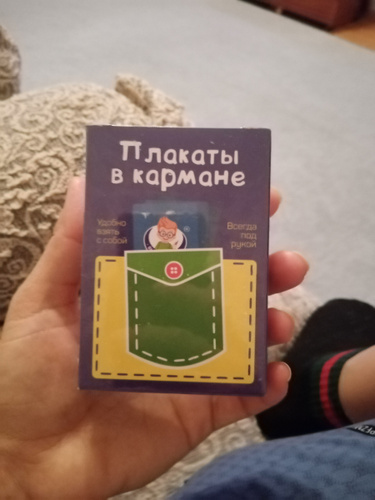 Плакаты
в кармане
Удобно
взять
с собой
Всегда
под
рукой